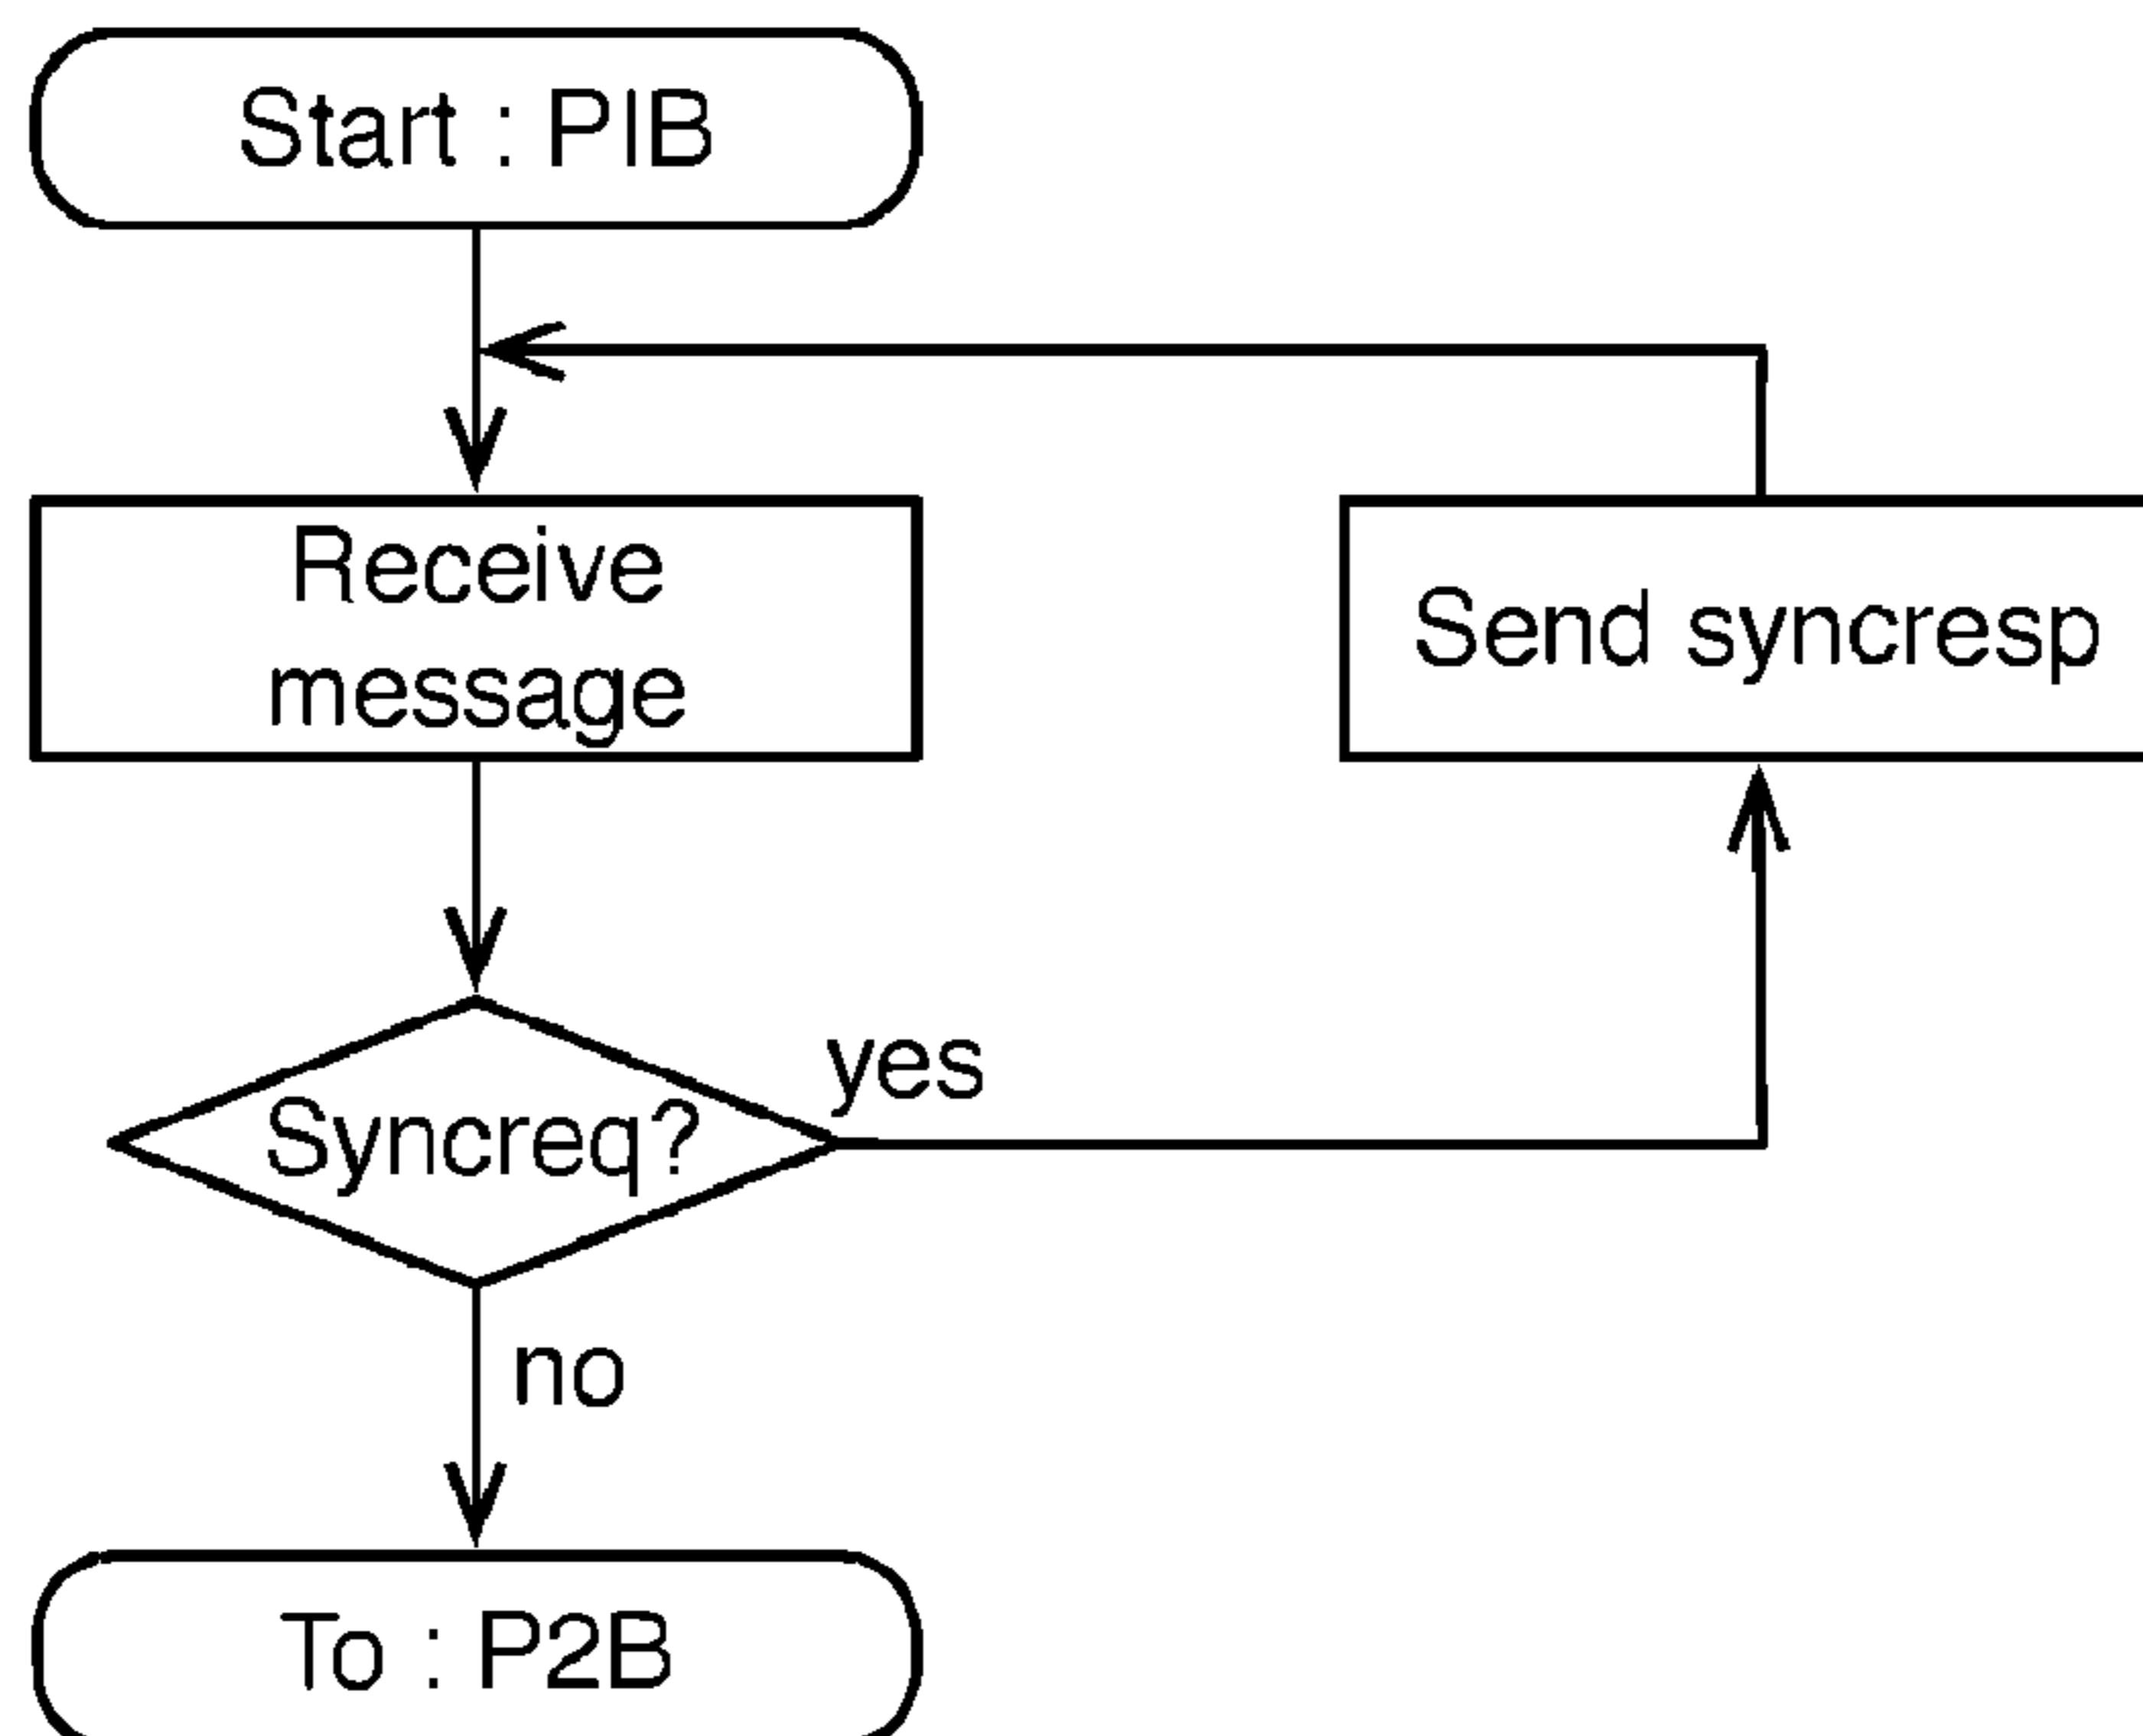 Start : PIB
Receive
message
Send syncresp
yes
Syncreq?
no
To : P2B